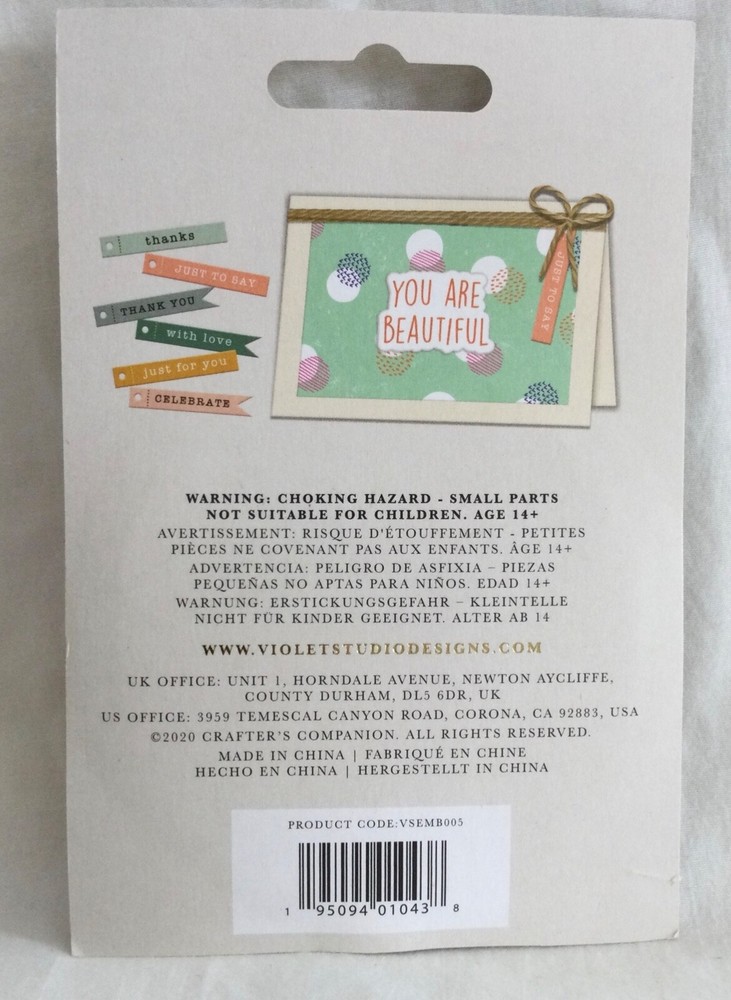 thanks
JUST TO SAY
THANK YOU
with love
just for you
CELEBRATE
YOU ARE
BEAUTIFUL
JUST TO SAY
WARNING: CHOKING HAZARD - SMALL PARTS
NOT SUITABLE FOR CHILDREN. AGE 14+
AVERTISSEMENT: RISQUE D'ÉTOUFFEMENT - PETITES
PIÈCES NE COVENANT PAS AUX ENFANTS. ÂGE 14+
ADVERTENCIA: PELIGRO DE ASFIXIA – PIEZAS
PEQUEÑAS NO APTAS PARA NIÑOS. EDAD 14+
WARNUNG: ERSTICKUNGSGEFAHR – KLEINTELLE
NICHT FÜR KINDER GEEIGNET. ALTER AB 14
WWW.VIOLETSTUDIODESIGNS.COM
UK OFFICE: UNIT 1, HORNDALE AVENUE, NEWTON AYCLIFFE,
COUNTY DURHAM, DL5 6DR, UK
US OFFICE: 3959 TEMESCAL CANYON ROAD, CORONA, CA 92883, USA
©2020 CRAFTER'S COMPANION. ALL RIGHTS RESERVED.
MADE IN CHINA | FABRIQUÉ EN CHINE
HECHO EN CHINA | HERGESTELLT IN CHINA
PRODUCT CODE:VSEMB005
1 95094 01043 8